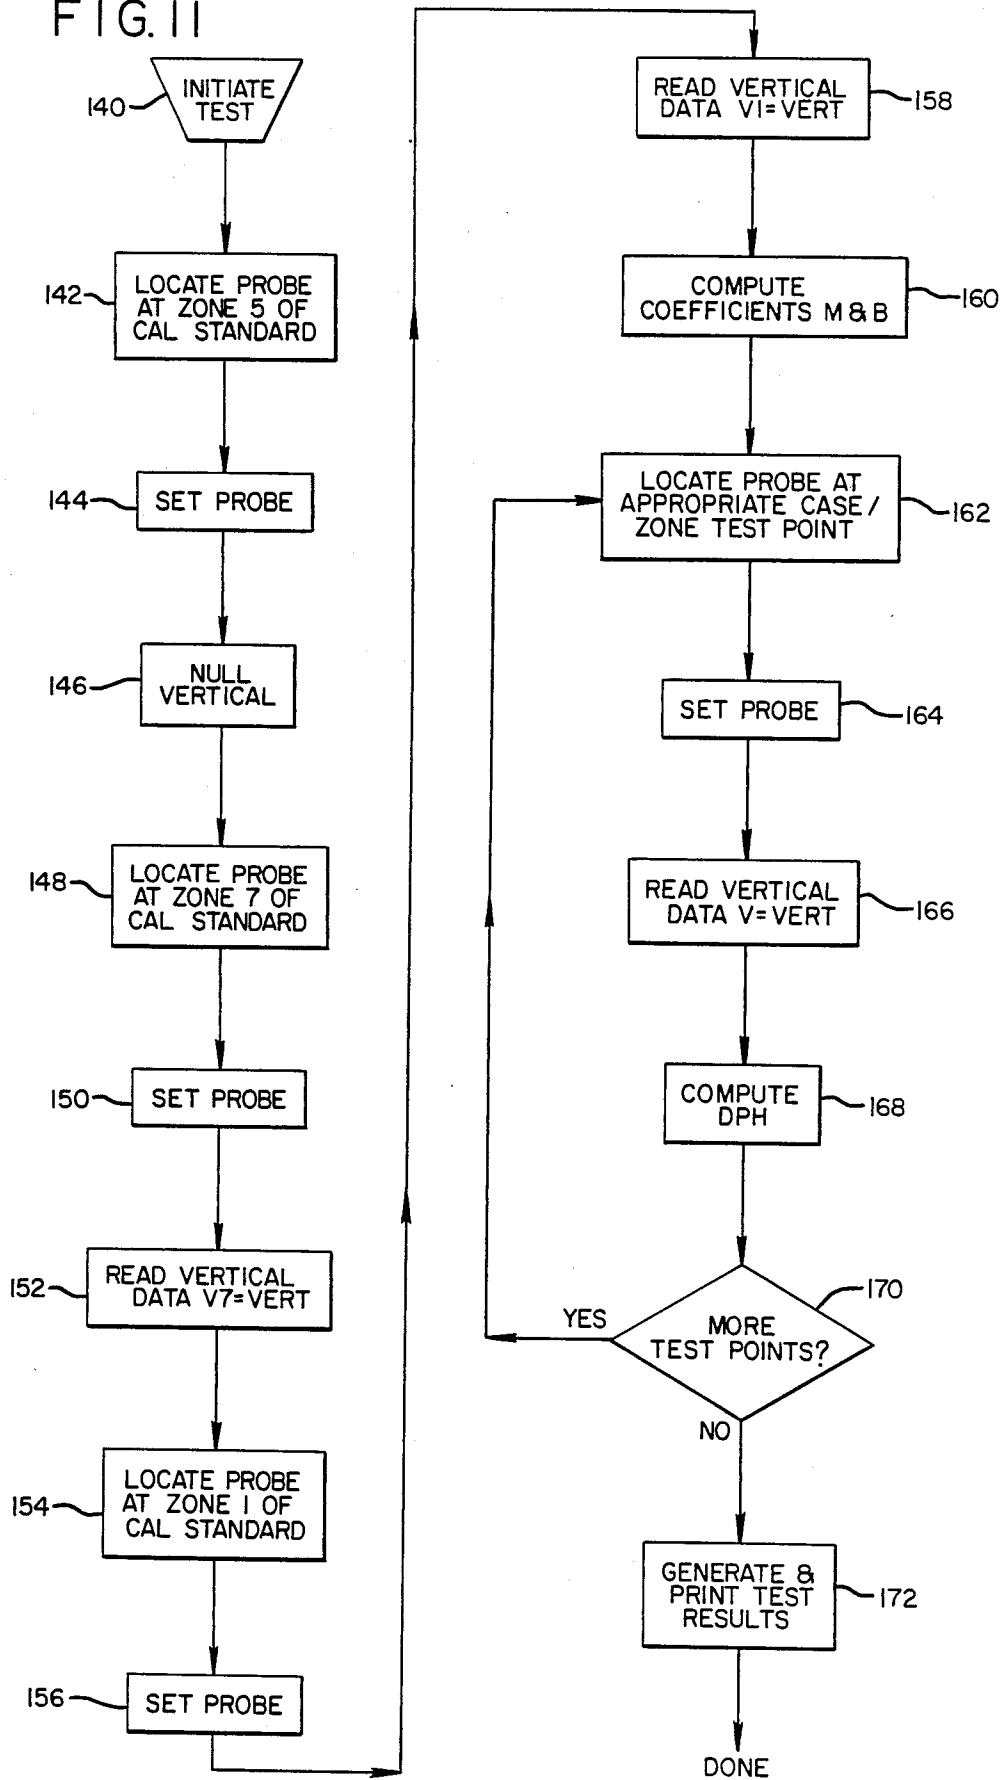 FIG. 11
140
INITIATE
TEST
142
LOCATE PROBE
AT ZONE 5 OF
CAL STANDARD
144
SET PROBE
146
NULL
VERTICAL
148
LOCATE PROBE
AT ZONE 7 OF
CAL STANDARD
150
SET PROBE
152
READ VERTICAL
DATA V7=VERT
154
LOCATE PROBE
AT ZONE 1 OF
CAL STANDARD
156
SET PROBE
READ VERTICAL
DATA V1=VERT
158
COMPUTE
COEFFICIENTS M & B
160
LOCATE PROBE AT
APPROPRIATE CASE /
ZONE TEST POINT
162
SET PROBE
164
READ VERTICAL
DATA V=VERT
166
COMPUTE
DPH
168
170
YES
MORE
TEST POINTS?
NO
GENERATE &
PRINT TEST
RESULTS
172
DONE